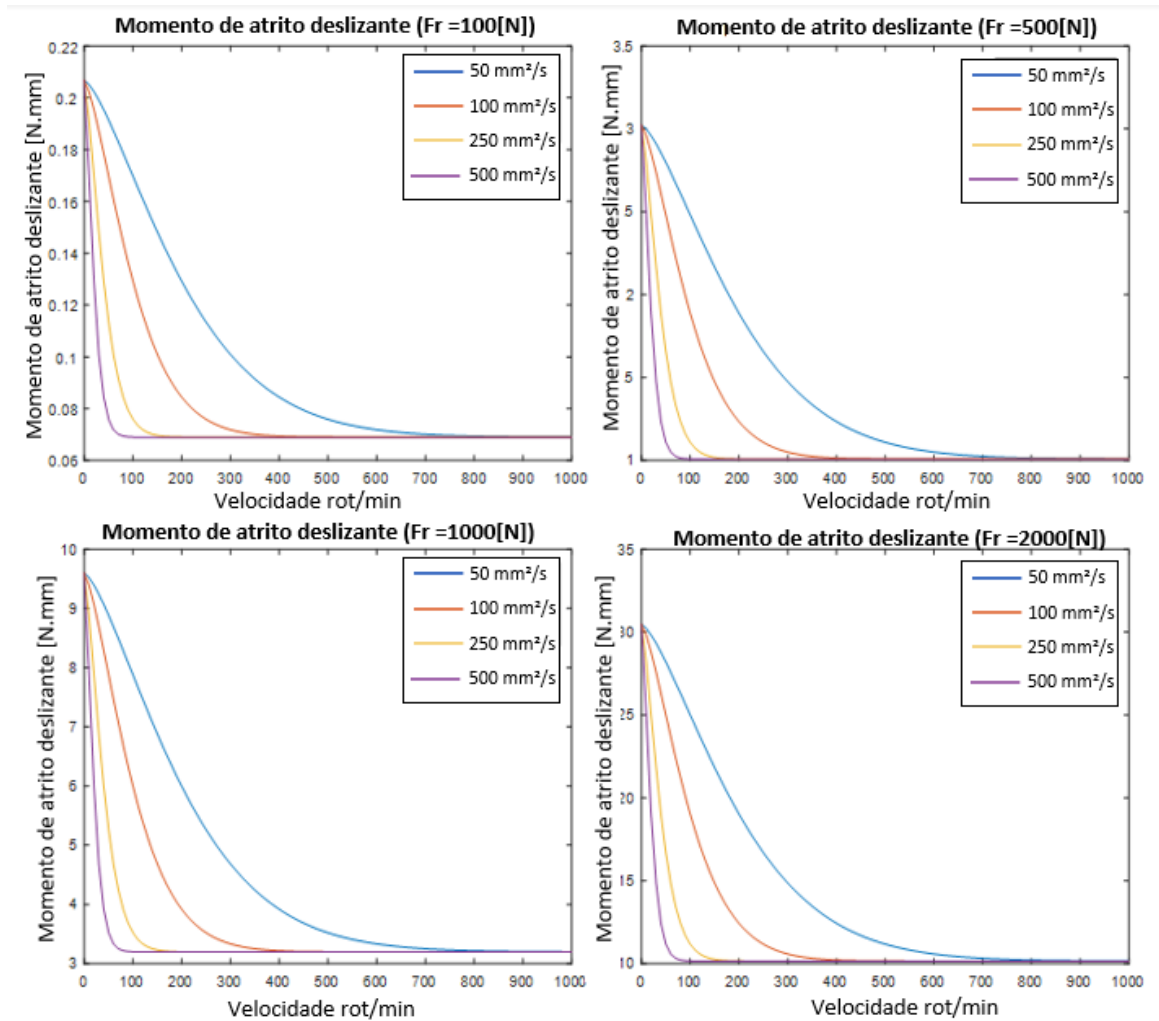 Momento de atrito deslizante (Fr =100[N])
Momento de atrito deslizante [N.mm]
0.22
0.2
0.18
0.16
0.14
0.12
0.1
0.08
0.06
50 mm²/s
100 mm²/s
250 mm²/s
500 mm²/s
0 100 200 300 400 500 600 700 800 900 1000
Velocidade rot/min
Momento de atrito deslizante (Fr =500[N])
Momento de atrito deslizante [N.mm]
3.5
3
5
2
5
1
50 mm²/s
100 mm²/s
250 mm²/s
500 mm²/s
0 100 200 300 400 500 600 700 800 900 1000
Velocidade rot/min
Momento de atrito deslizante (Fr =1000[N])
Momento de atrito deslizante [N.mm]
10
9
8
7
6
5
4
3
50 mm²/s
100 mm²/s
250 mm²/s
500 mm²/s
0 100 200 300 400 500 600 700 800 900 1000
Velocidade rot/min
Momento de atrito deslizante (Fr =2000[N])
Momento de atrito deslizante [N.mm]
35
30
25
20
15
10
50 mm²/s
100 mm²/s
250 mm²/s
500 mm²/s
0 100 200 300 400 500 600 700 800 900 1000
Velocidade rot/min